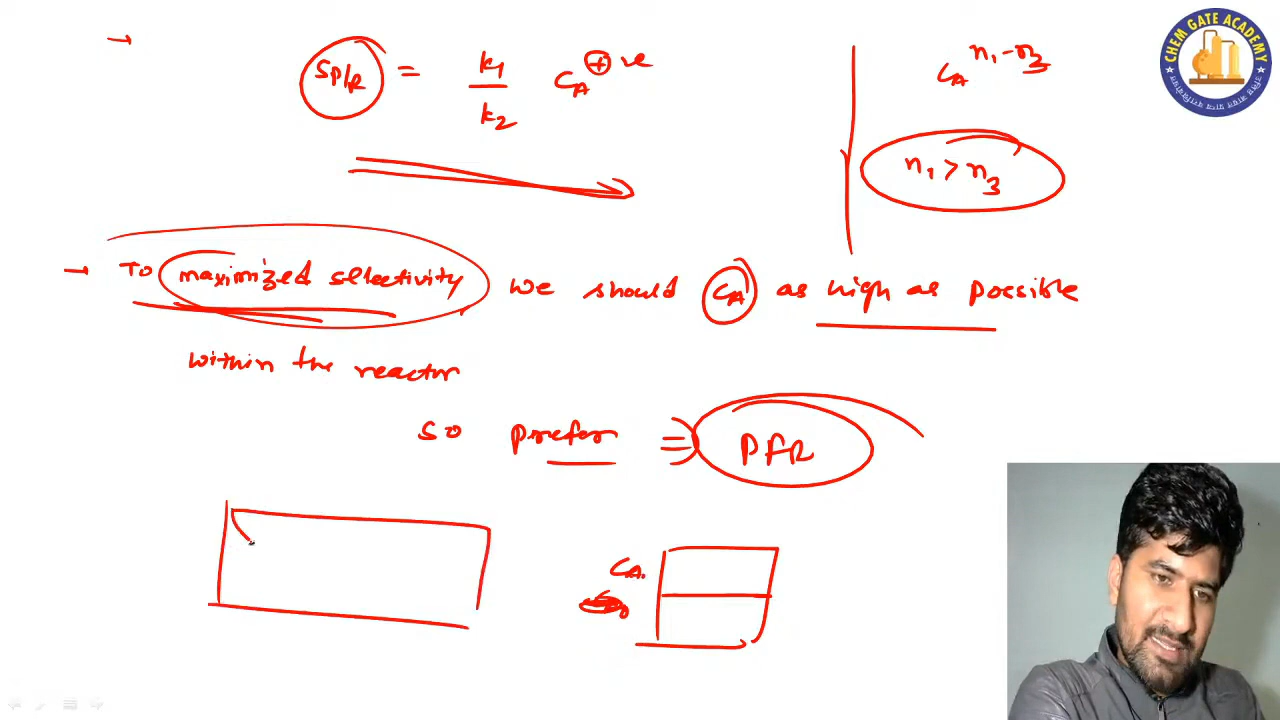 SP/R = k1/k2 CA^+ve
CA^n1-n3
n1 > n3
→ To maximized selectivity we should CA as high as possible
within the reactor
so prefer ⇒ PFR
CA.
CHEM GATE ACADEMY